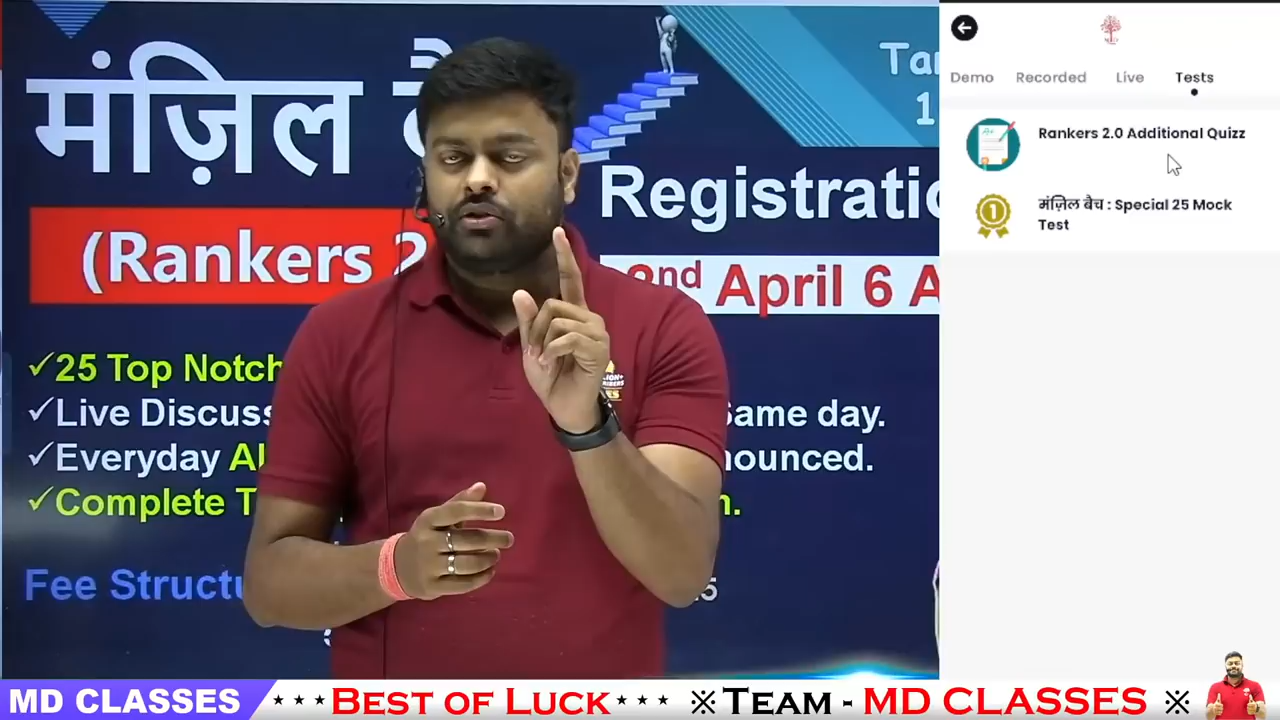 मंज़िल
(Rankers 2
Registratio
2nd April 6 A
✓25 Top Notch
✓Live Discuss
Same day.
✓Everyday
nounced.
✓Complete T
n.
Fee Structu
Demo Recorded Live Tests
Rankers 2.0 Additional Quizz
मंज़िल बैच : Special 25 Mock
Test
MD CLASSES ⋆⋆⋆BEST OF LUCK⋆⋆⋆ ※TEAM - MD CLASSES ※